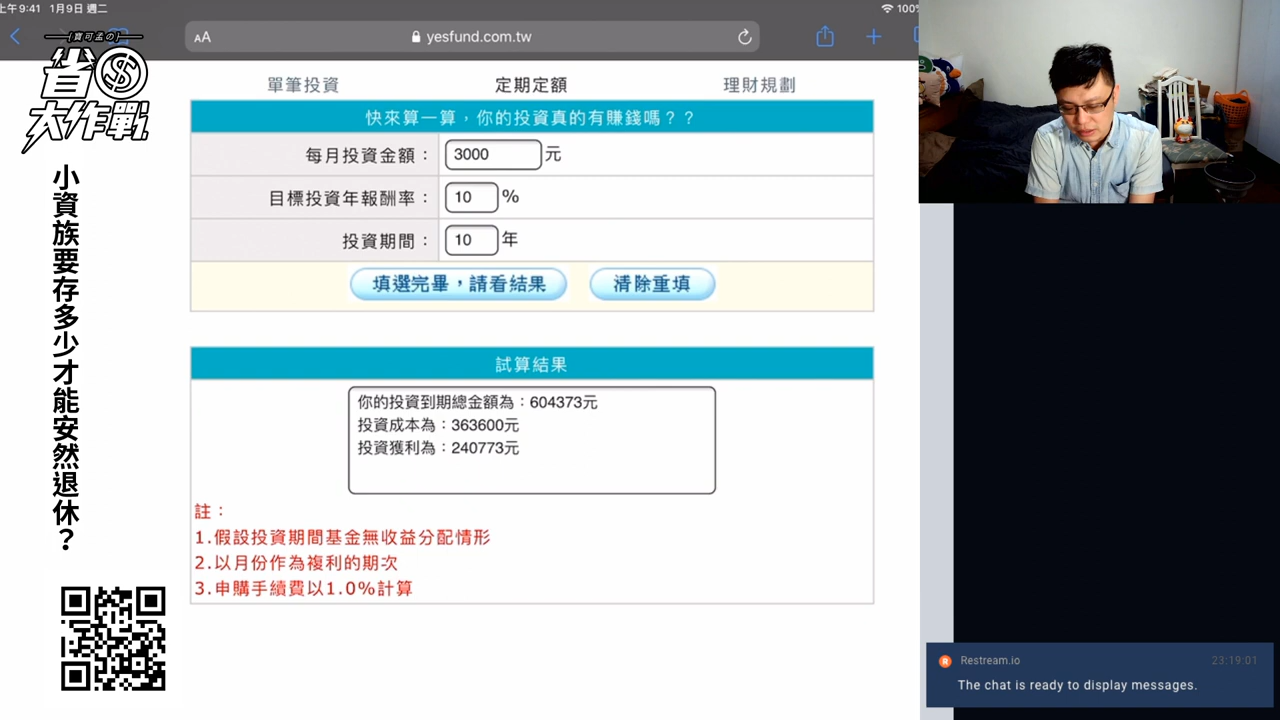 上午9:41 1月9日 週二
100%
AA
yesfund.com.tw
[寶可孟の]
省$
大作戰
小資族要存多少才能安然退休？
單筆投資 定期定額 理財規劃
快來算一算，你的投資真的有賺錢嗎？？
每月投資金額： 3000 元
目標投資年報酬率： 10 %
投資期間： 10 年
填選完畢，請看結果 清除重填
試算結果
你的投資到期總金額為：604373元
投資成本為：363600元
投資獲利為：240773元
註：
1.假設投資期間基金無收益分配情形
2.以月份作為複利的期次
3.申購手續費以1.0%計算
R Restream.io 23:19:01
The chat is ready to display messages.